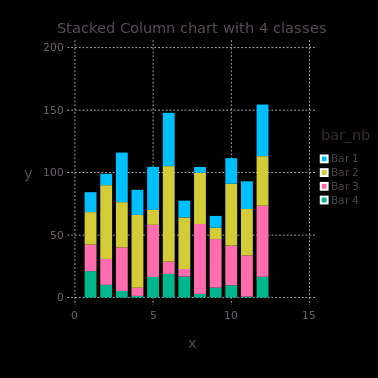 Stacked Column chart with 4 classes
200
150
100
50
0
y
0 5 10 15
x
bar_nb
Bar 1
Bar 2
Bar 3
Bar 4